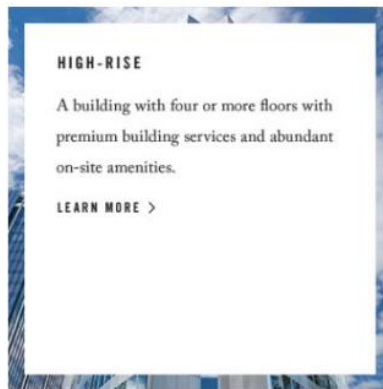 HIGH-RISE
A building with four or more floors with
premium building services and abundant
on-site amenities.
LEARN MORE >